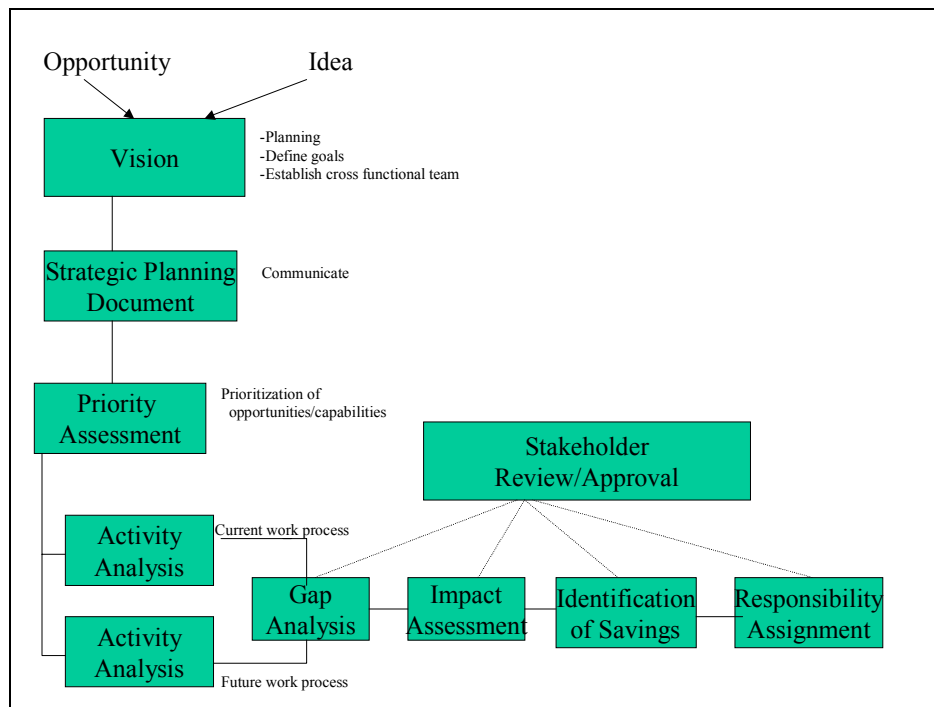 Opportunity
Idea
Vision
-Planning
-Define goals
-Establish cross functional team
Strategic Planning
Document
Communicate
Priority
Assessment
Prioritization of
opportunities/capabilities
Stakeholder
Review/Approval
Activity
Analysis
Current work process
Gap
Analysis
Impact
Assessment
Identification
of Savings
Responsibility
Assignment
Activity
Analysis
Future work process